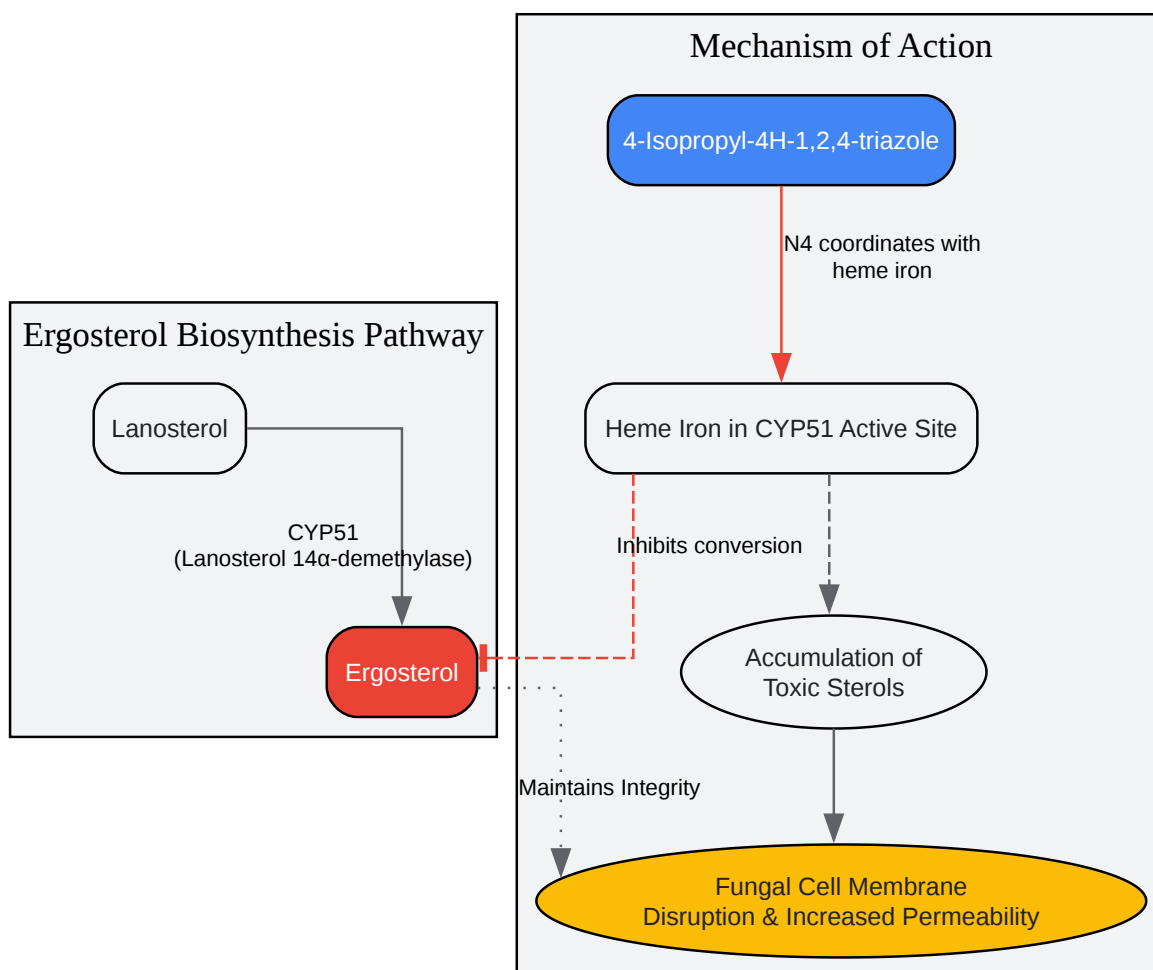 Mechanism of Action
4-Isopropyl-4H-1,2,4-triazole
N4 coordinates with
heme iron
Ergosterol Biosynthesis Pathway
Lanosterol
Heme Iron in CYP51 Active Site
CYP51
(Lanosterol 14α-demethylase)
Inhibits conversion
Ergosterol
Accumulation of
Toxic Sterols
Maintains Integrity
Fungal Cell Membrane
Disruption & Increased Permeability